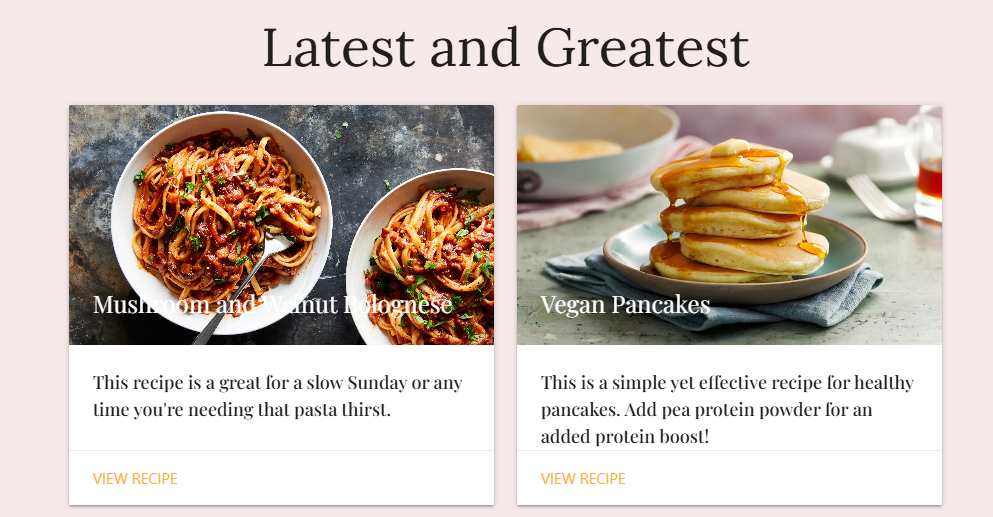 Latest and Greatest
Mushroom and Walnut Bolognese
This recipe is a great for a slow Sunday or any
time you're needing that pasta thirst.
VIEW RECIPE
Vegan Pancakes
This is a simple yet effective recipe for healthy
pancakes. Add pea protein powder for an
added protein boost!
VIEW RECIPE